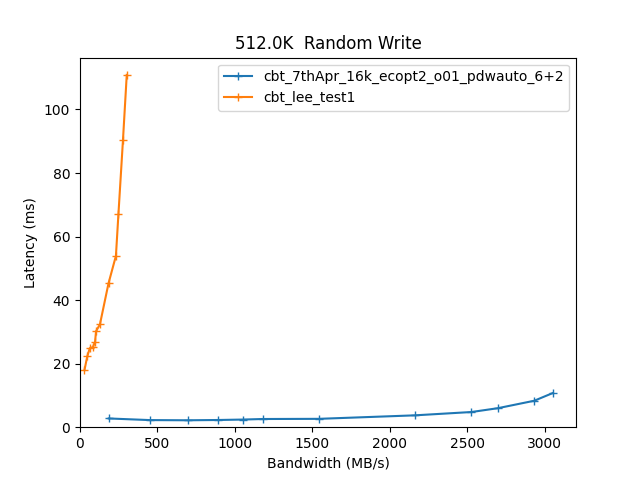 512.0K Random Write
cbt_7thApr_16k_ecopt2_o01_pdwauto_6+2
cbt_lee_test1
100
80
60
40
20
0
Latency (ms)
0 500 1000 1500 2000 2500 3000
Bandwidth (MB/s)